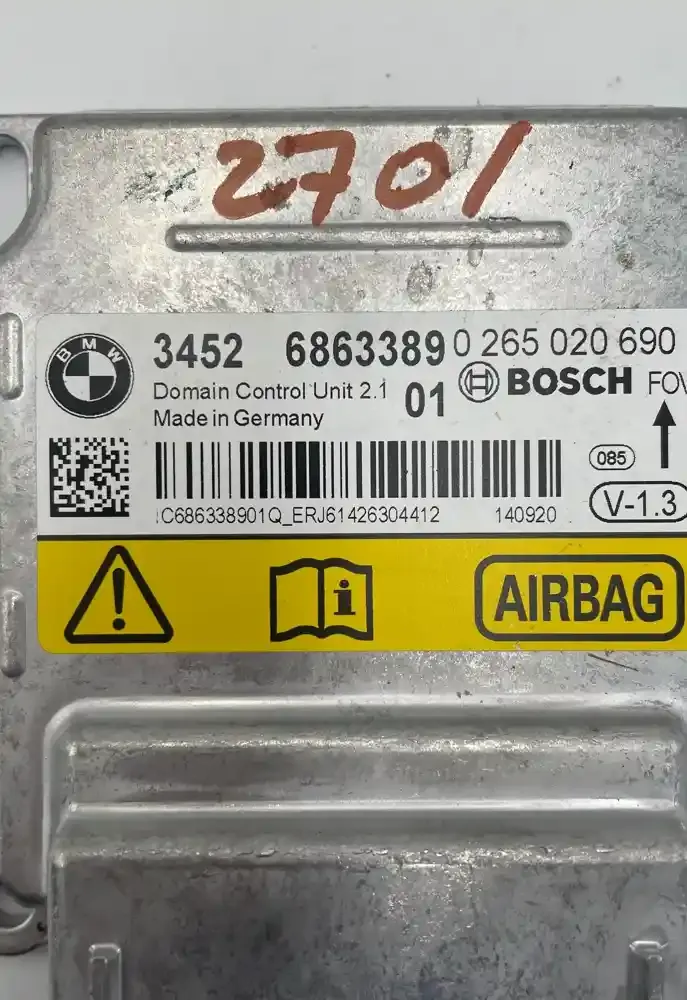 2701
BMW
3452 6863389 0 265 020 690
Domain Control Unit 2.1 01 BOSCH
Made in Germany
085
V-1.3
C686338901Q_ERJ61426304412 140920
AIRBAG